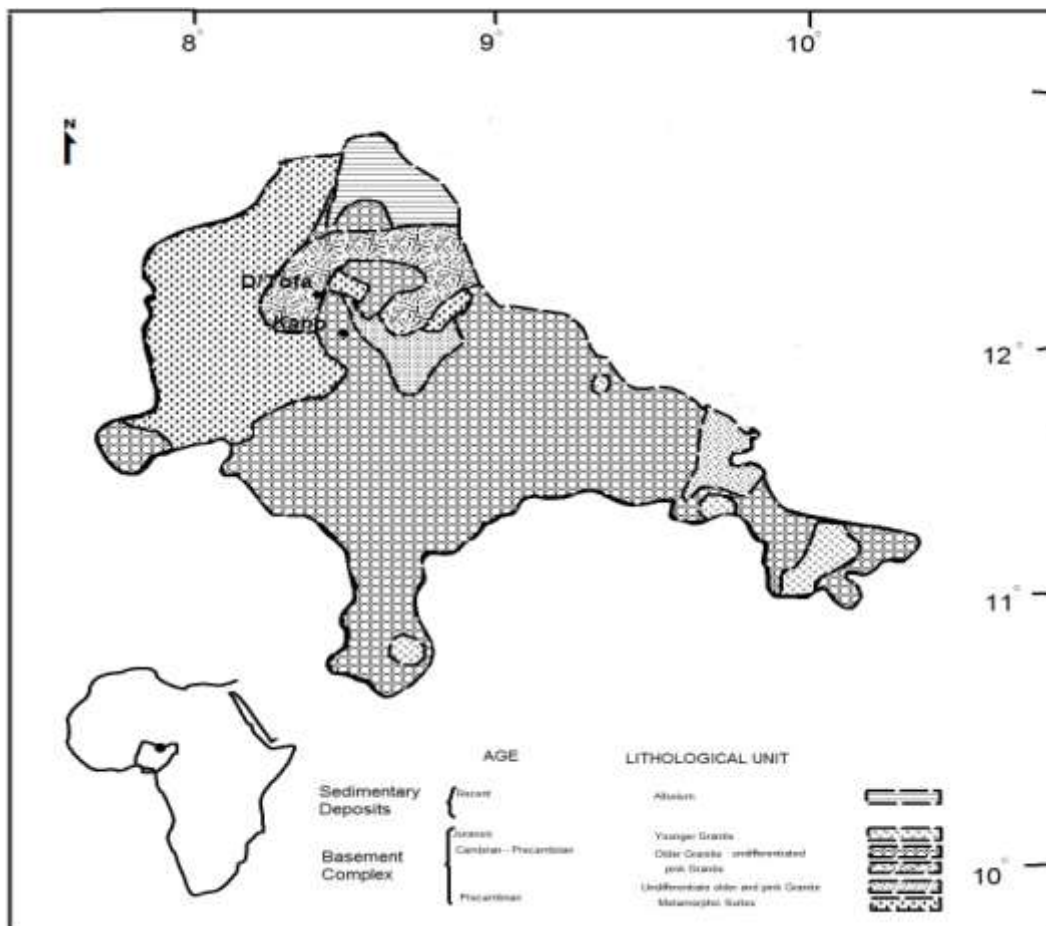 8°
9°
10°
N
D/Tofa
Kano
12°
11°
10°
AGE
LITHOLOGICAL UNIT
Sedimentary
Deposits
Recent
Alluvium
Basement
Complex
Jurassic
Cambrian - Precambrian
Precambrian
Younger Granite
Older Granite undifferentiated
pink Granite
Undifferentiate older and pink Granite
Metamorphic Suites